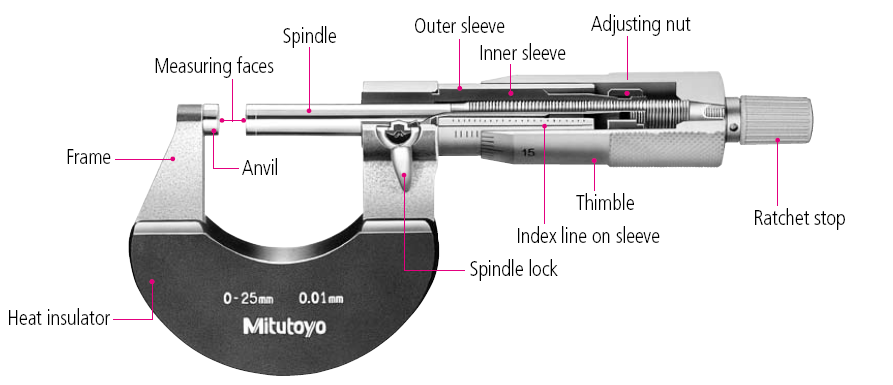 Outer sleeve
Adjusting nut
Spindle
Inner sleeve
Measuring faces
15
Frame
Anvil
Thimble
Ratchet stop
Index line on sleeve
Spindle lock
0-25mm 0.01mm
Heat insulator
Mitutoyo